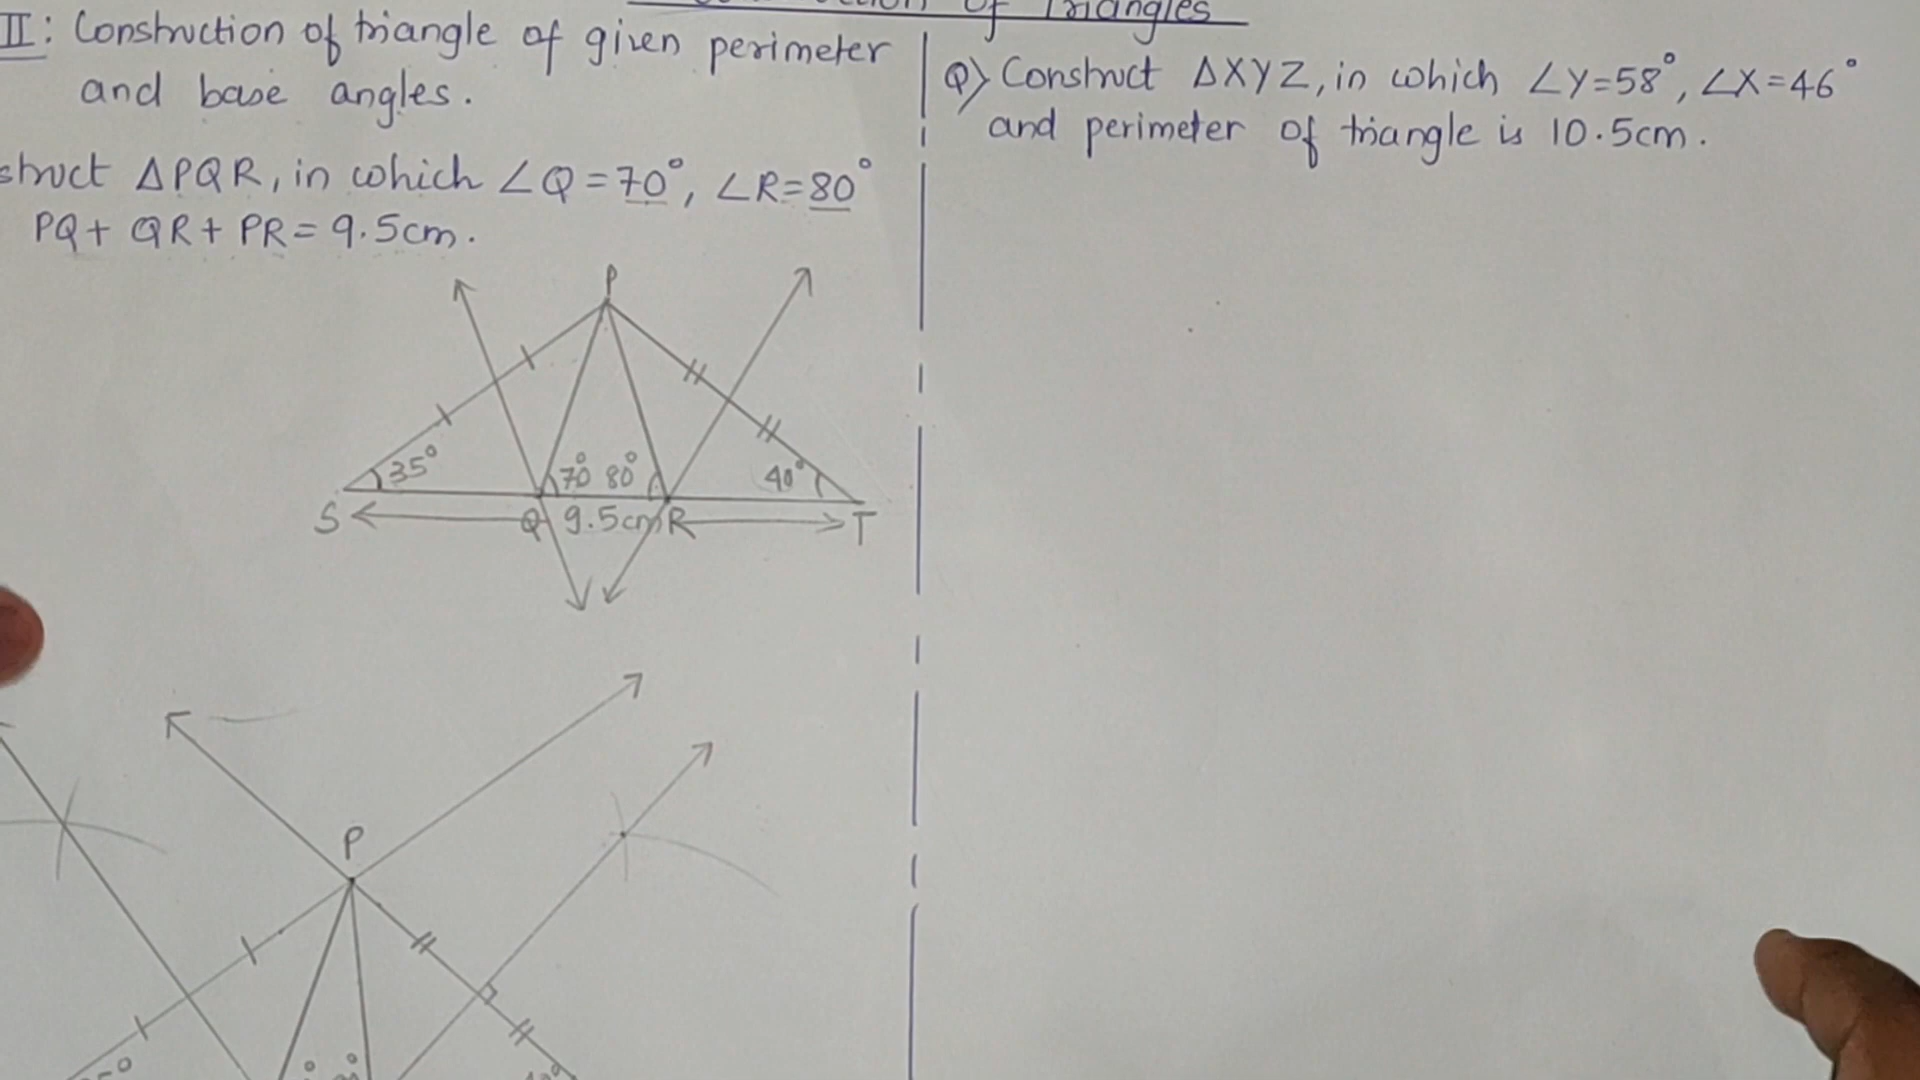 of Triangles
II: Construction of triangle of given perimeter
and base angles.
struct ΔPQR, in which ∠Q=70°, ∠R=80°
PQ+ QR+ PR= 9.5cm.
P
35° 70° 80° 40°
S Q 9.5cm R T
P
Q) Construct ΔXYZ, in which ∠Y=58°, ∠X=46°
and perimeter of triangle is 10.5cm.